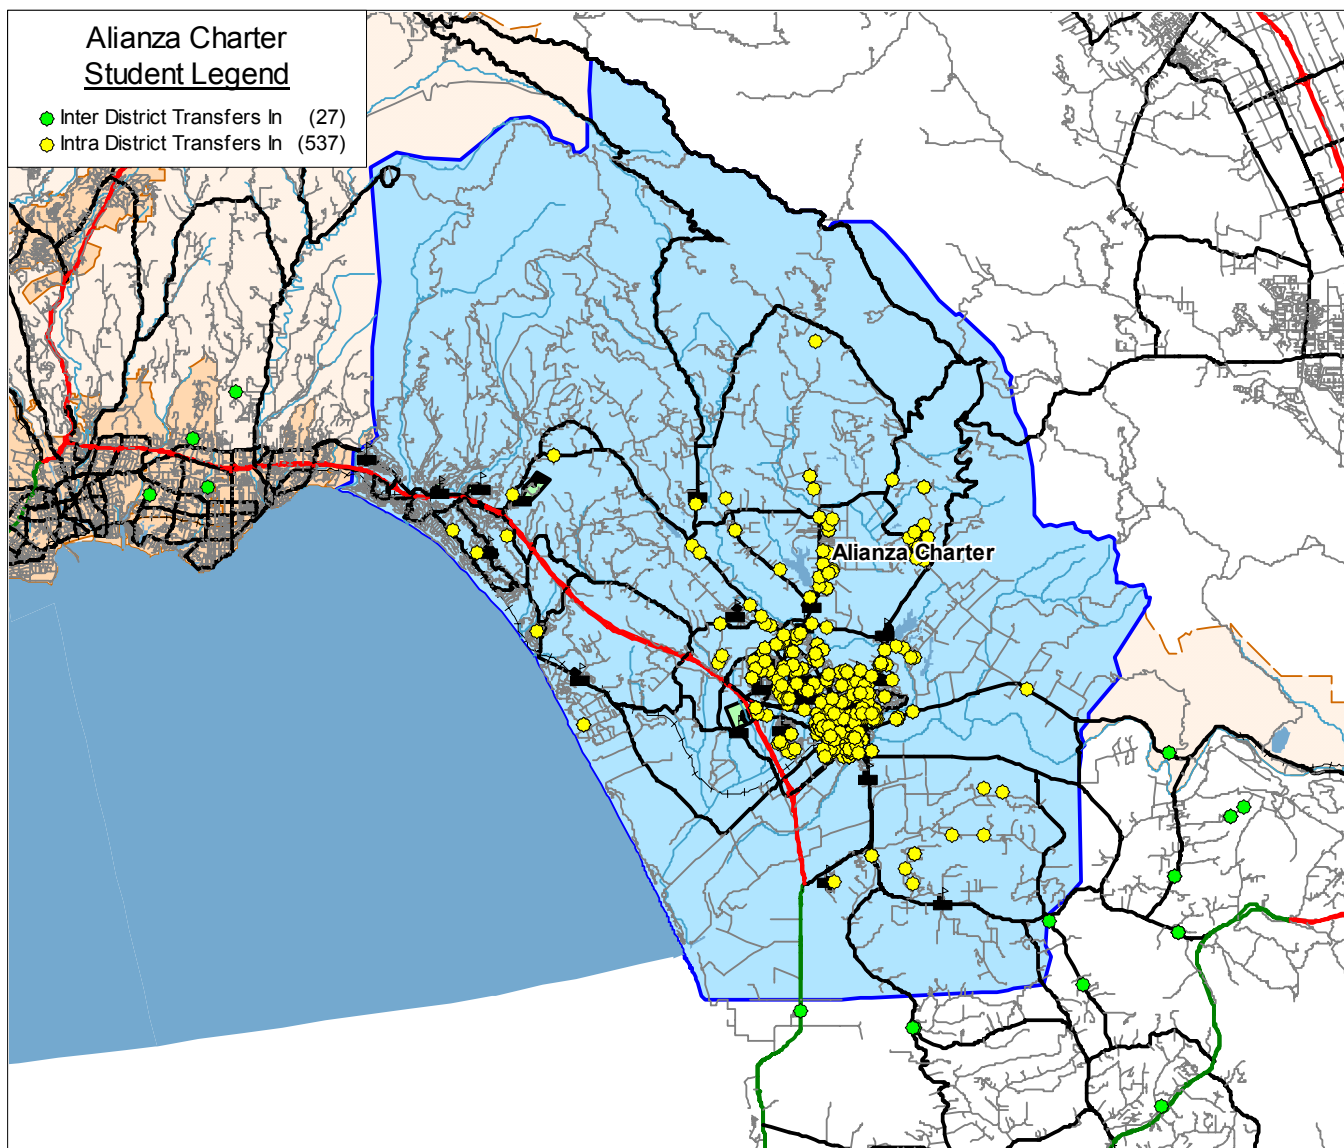 Alianza Charter
Student Legend
Inter District Transfers In (27)
Intra District Transfers In (537)
Alianza Charter